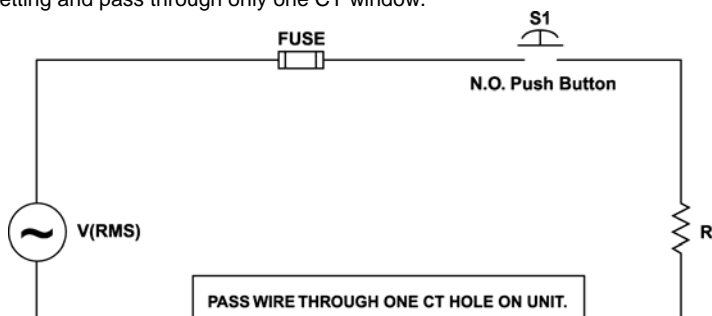 etting and pass through only one CT window.
S1
FUSE
N.O. Push Button
V(RMS)
R
PASS WIRE THROUGH ONE CT HOLE ON UNIT.